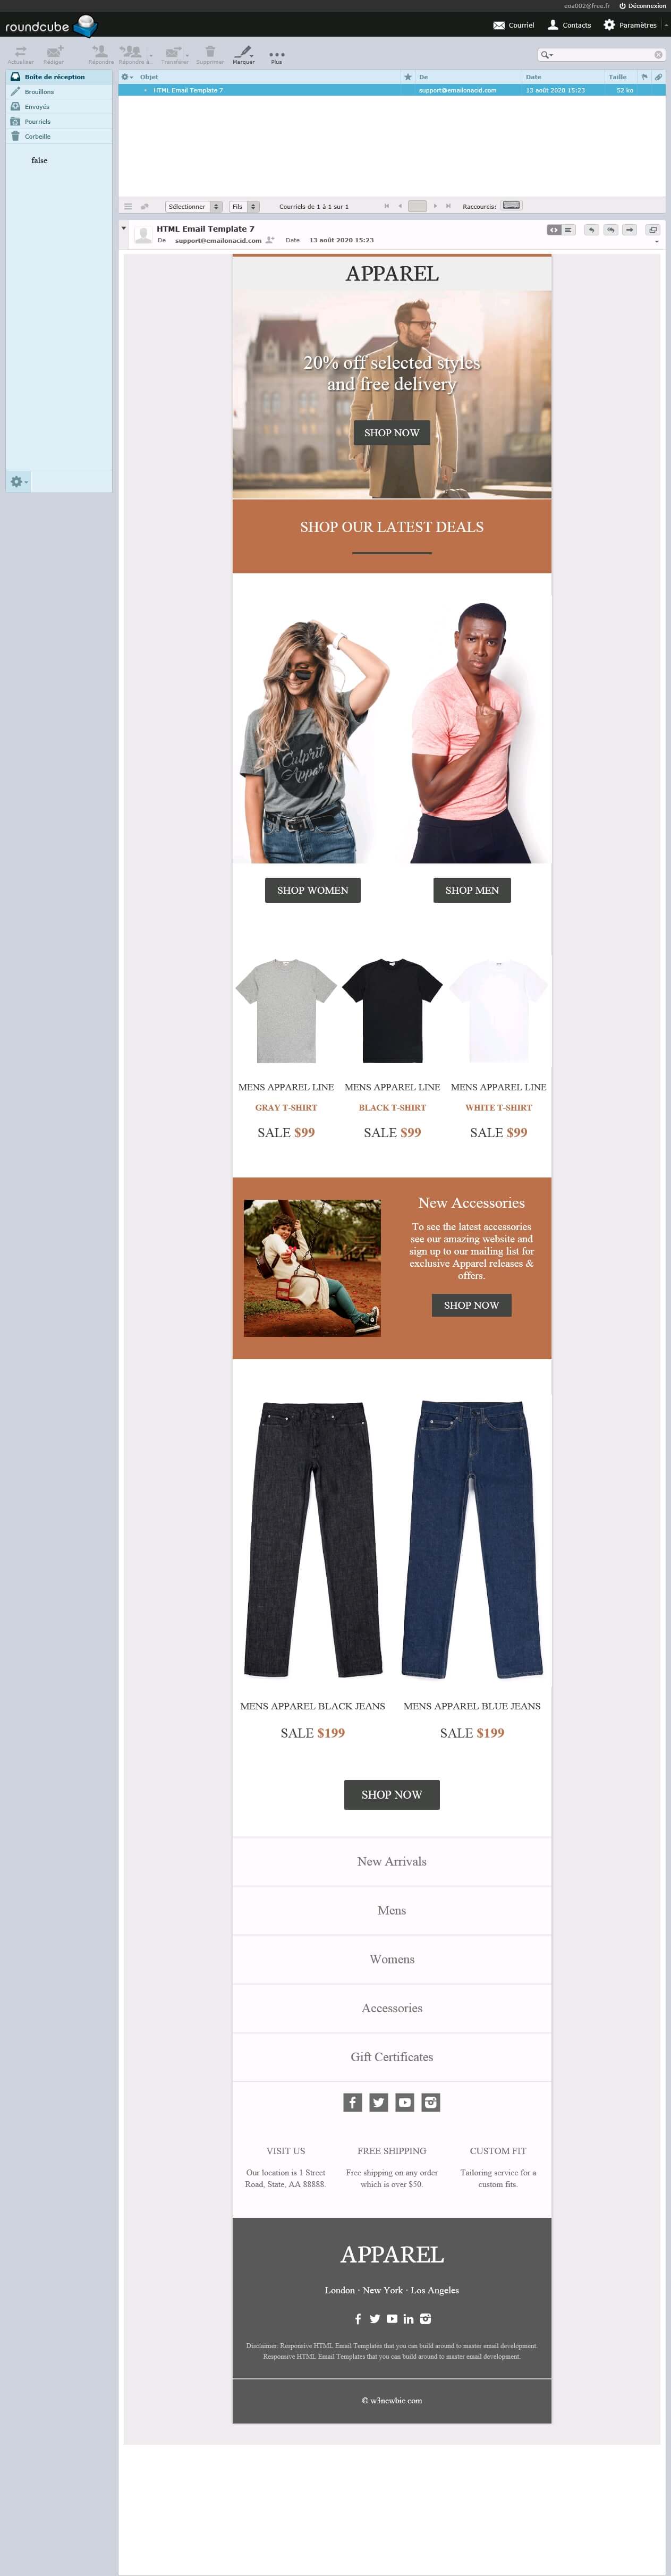 eoa002@free.fr Déconnexion
roundcube Courriel Contacts Paramètres
Actualiser Rédiger Répondre Répondre à.. Transférer Supprimer Marquer Plus
Boîte de réception
Brouillons
Envoyés
Pourriels
Corbeille
false
Objet De Date Taille
HTML Email Template 7 support@emailonacid.com 13 août 2020 15:23 52 ko
Sélectionner Fils Courriels de 1 à 1 sur 1 Raccourcis:
HTML Email Template 7
De support@emailonacid.com Date 13 août 2020 15:23
APPAREL
20% off selected styles
and free delivery
SHOP NOW
SHOP OUR LATEST DEALS
Culprit
Appar
SHOP WOMEN SHOP MEN
MENS APPAREL LINE MENS APPAREL LINE MENS APPAREL LINE
GRAY T-SHIRT BLACK T-SHIRT WHITE T-SHIRT
SALE $99 SALE $99 SALE $99
New Accessories
To see the latest accessories
see our amazing website and
sign up to our mailing list for
exclusive Apparel releases &
offers.
SHOP NOW
MENS APPAREL BLACK JEANS MENS APPAREL BLUE JEANS
SALE $199 SALE $199
SHOP NOW
New Arrivals
Mens
Womens
Accessories
Gift Certificates
VISIT US FREE SHIPPING CUSTOM FIT
Our location is 1 Street Free shipping on any order Tailoring service for a
Road, State, AA 88888. which is over $50. custom fits.
APPAREL
London · New York · Los Angeles
Disclaimer: Responsive HTML Email Templates that you can build around to master email development.
Responsive HTML Email Templates that you can build around to master email development.
© w3newbie.com